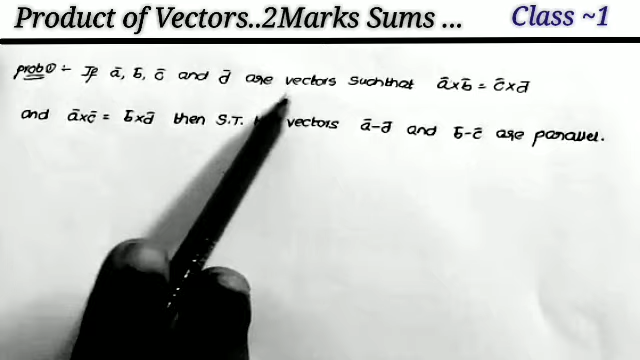 Product of Vectors..2Marks Sums ...
Class ~1
prob① :- If ā, b̄, c̄ and d̄ are vectors such that ā×b̄ = c̄×d̄
and ā×c̄ = b̄×d̄ then S.T. vectors ā-d̄ and b̄-c̄ are parallel.